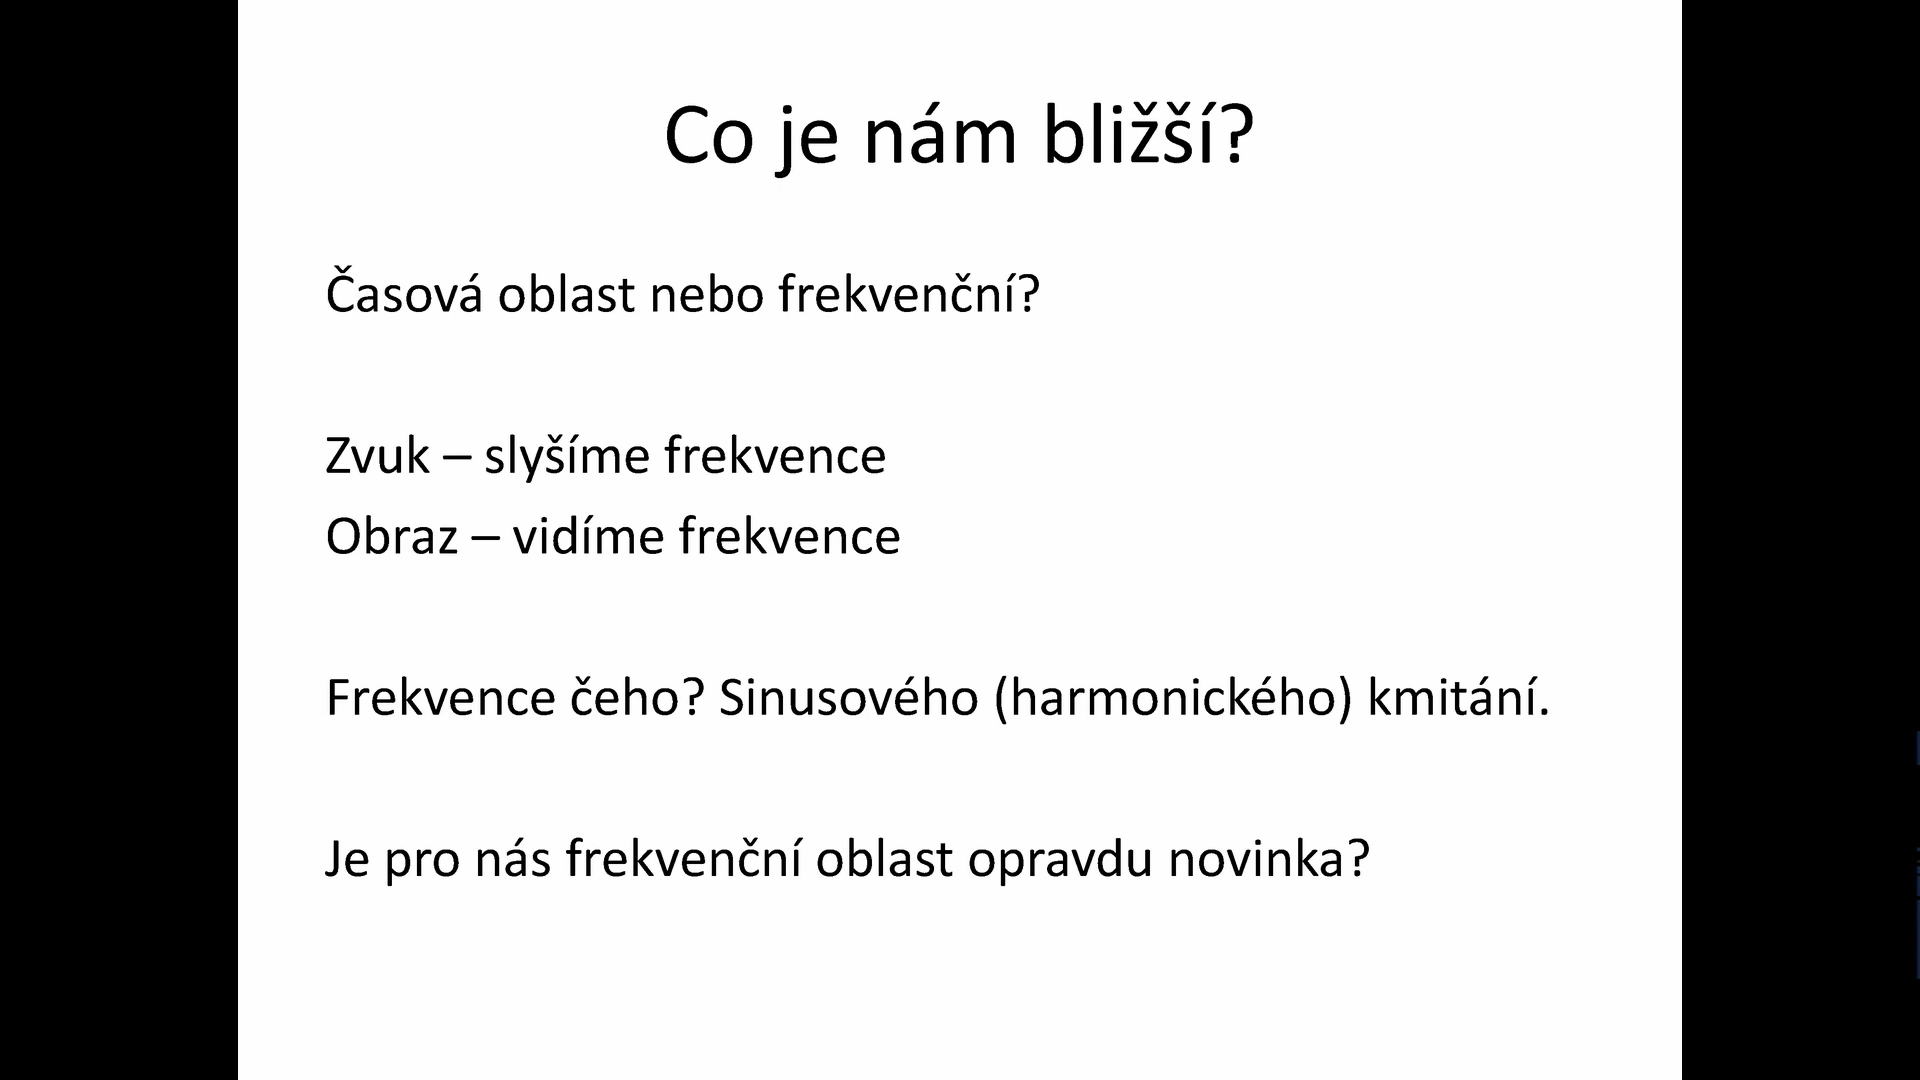 Co je nám bližší?
Časová oblast nebo frekvenční?
Zvuk – slyšíme frekvence
Obraz – vidíme frekvence
Frekvence čeho? Sinusového (harmonického) kmitání.
Je pro nás frekvenční oblast opravdu novinka?